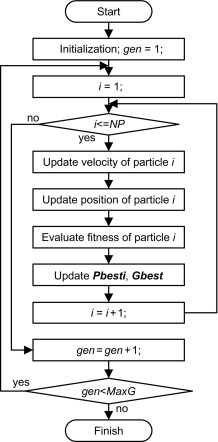 Start
Initialization; gen = 1;
i = 1;
no
i<=NP
yes
Update velocity of particle i
Update position of particle i
Evaluate fitness of particle i
Update Pbesti, Gbest
i = i+1;
gen = gen+1;
yes
gen<MaxG
no
Finish